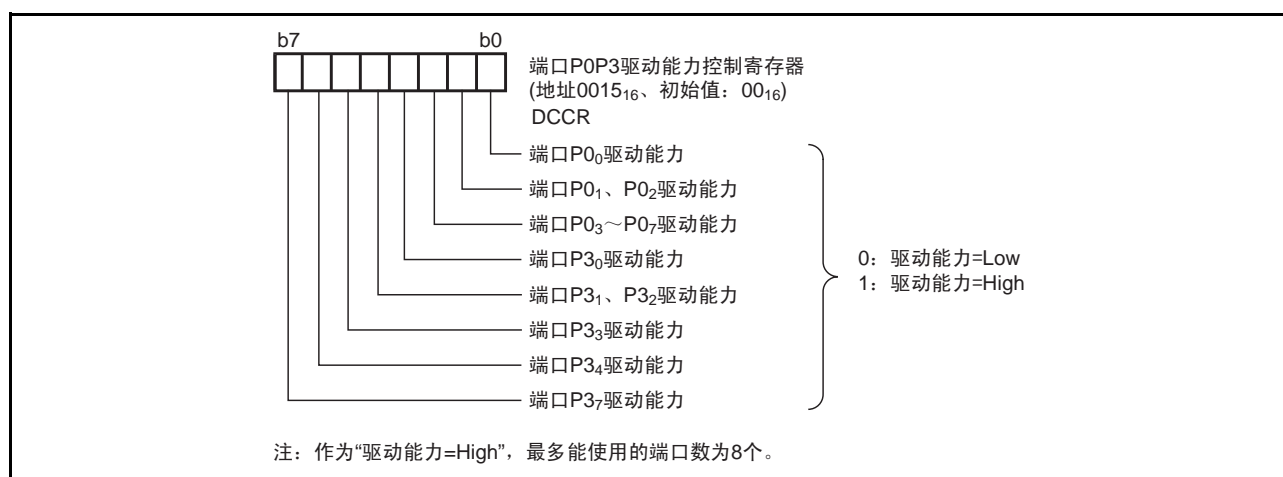 b7 b0
端口P0P3驱动能力控制寄存器
(地址0015₁₆、初始值：00₁₆)
DCCR
端口P0₀驱动能力
端口P0₁、P0₂驱动能力
端口P0₃～P0₇驱动能力
端口P3₀驱动能力
端口P3₁、P3₂驱动能力
端口P3₃驱动能力
端口P3₄驱动能力
端口P3₇驱动能力
0：驱动能力=Low
1：驱动能力=High
注：作为“驱动能力=High”，最多能使用的端口数为8个。